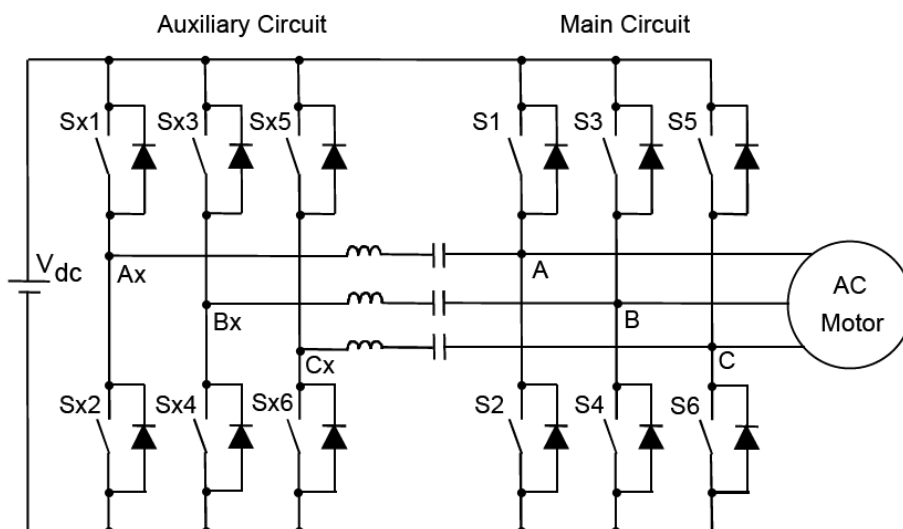 Auxiliary Circuit Main Circuit
Sx1 Sx3 Sx5 S1 S3 S5
Vdc
Ax A
AC
Motor
Bx B
Cx C
Sx2 Sx4 Sx6 S2 S4 S6